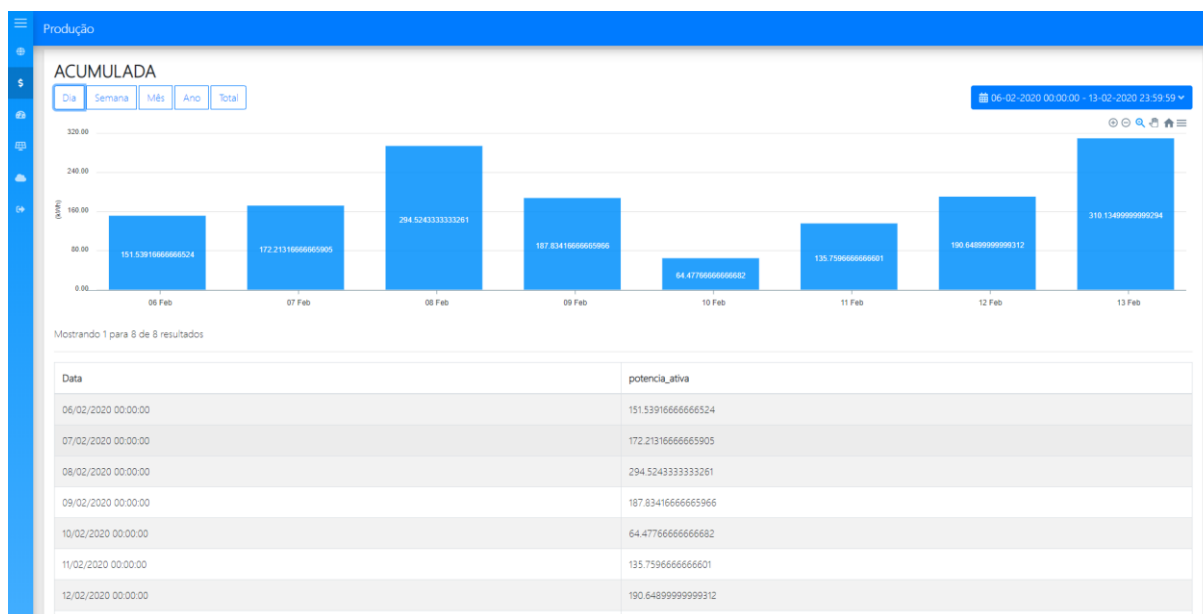 Produção
ACUMULADA
Dia Semana Mês Ano Total
06-02-2020 00:00:00 - 13-02-2020 23:59:59
320.00
240.00
160.00
80.00
0.00
(kWh)
151.53916666666524
172.21316666665905
294.5243333333261
187.83416666665966
64.47766666666682
135.7596666666601
190.64899999999312
310.13499999999294
06 Feb 07 Feb 08 Feb 09 Feb 10 Feb 11 Feb 12 Feb 13 Feb
Mostrando 1 para 8 de 8 resultados
Data potencia_ativa
06/02/2020 00:00:00 151.53916666666524
07/02/2020 00:00:00 172.21316666665905
08/02/2020 00:00:00 294.5243333333261
09/02/2020 00:00:00 187.83416666665966
10/02/2020 00:00:00 64.47766666666682
11/02/2020 00:00:00 135.7596666666601
12/02/2020 00:00:00 190.64899999999312